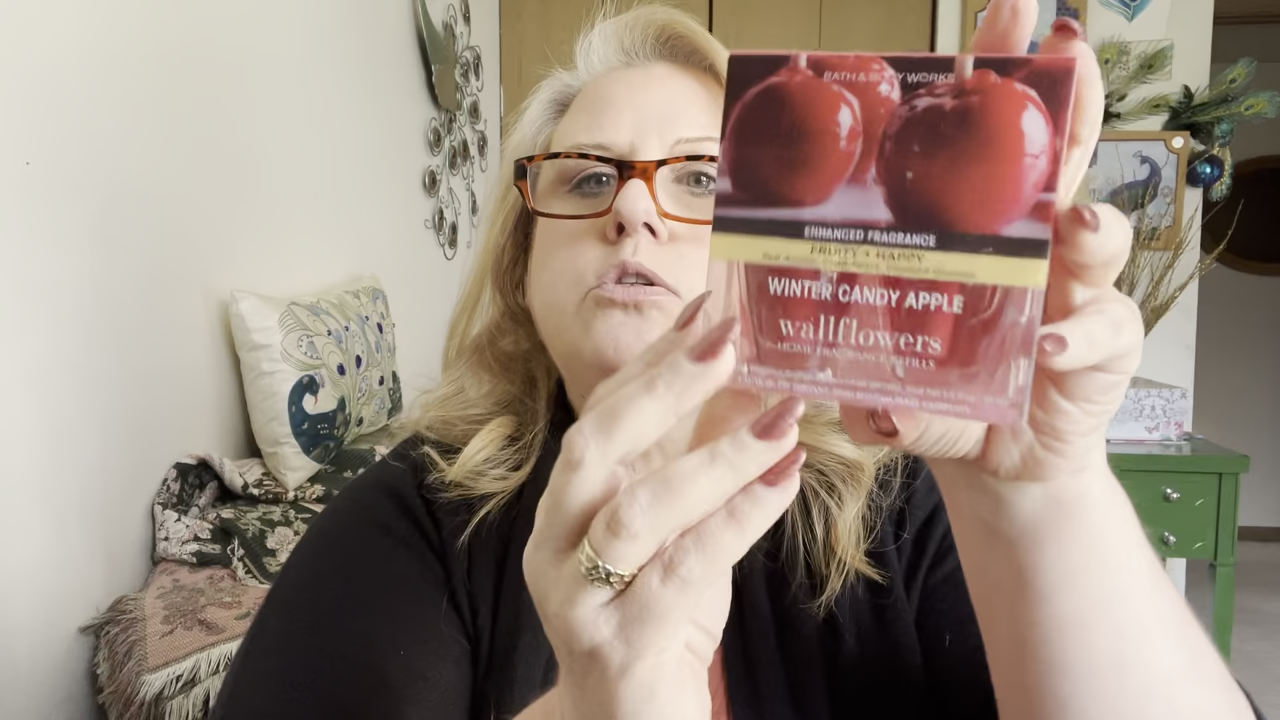 BATH & BODY WORKS
ENHANCED FRAGRANCE
FRUITY + HAPPY
WINTER CANDY APPLE
wallflowers
HOME FRAGRANCE REFILLS